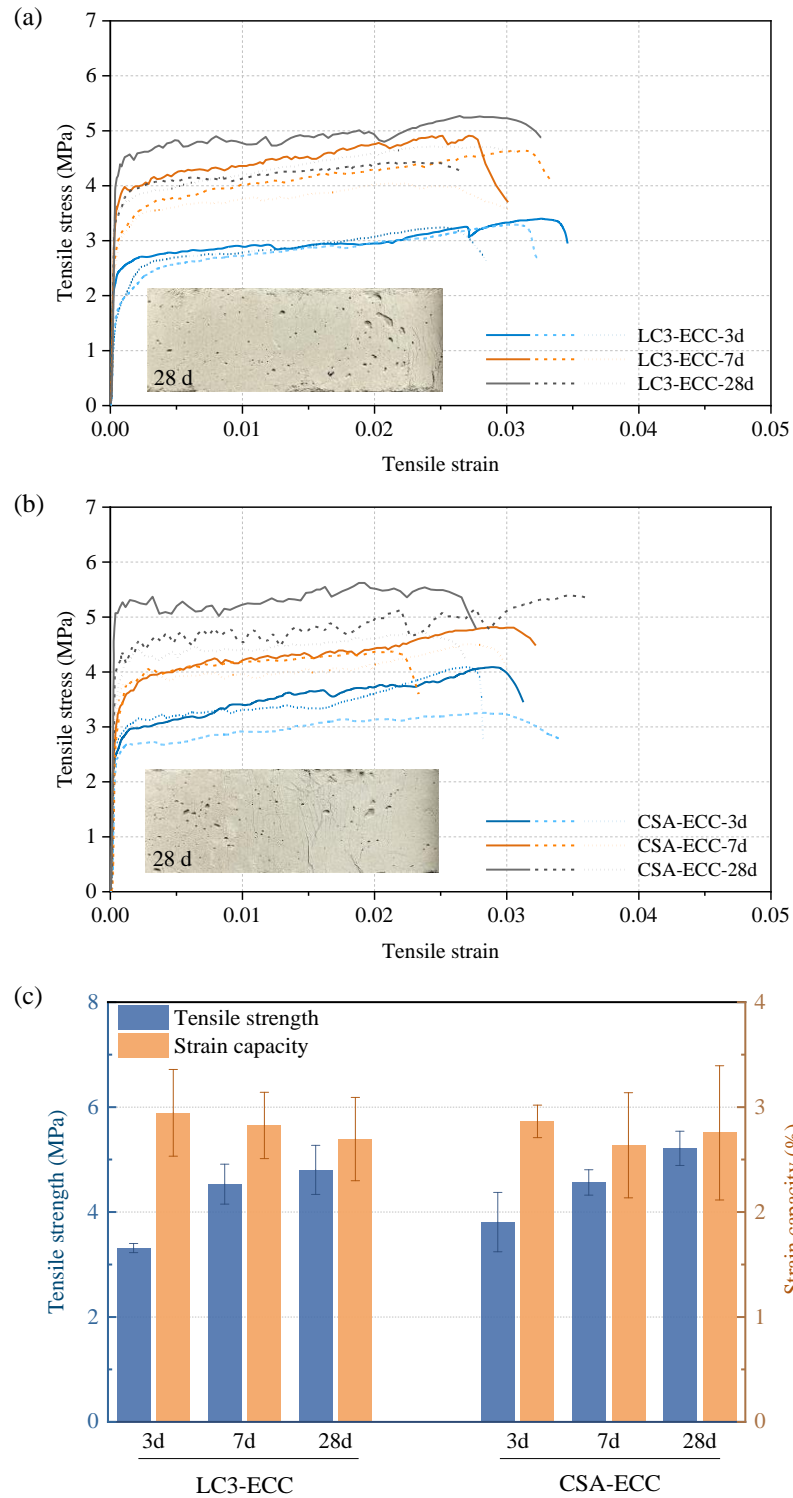 (a)
7
6
5
4
3
2
1
0
Tensile stress (MPa)
28 d
LC3-ECC-3d
LC3-ECC-7d
LC3-ECC-28d
0.00 0.01 0.02 0.03 0.04 0.05
Tensile strain
(b)
7
6
5
4
3
2
1
0
Tensile stress (MPa)
28 d
CSA-ECC-3d
CSA-ECC-7d
CSA-ECC-28d
0.00 0.01 0.02 0.03 0.04 0.05
Tensile strain
(c)
8
6
4
2
0
Tensile strength (MPa)
Tensile strength
Strain capacity
4
3
2
1
0
Strain capacity (%)
3d 7d 28d 3d 7d 28d
LC3-ECC CSA-ECC